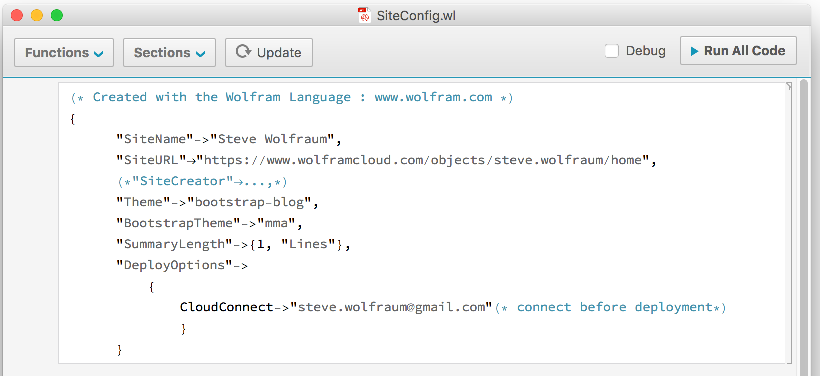 SiteConfig.wl
Functions
Sections
Update
Debug
Run All Code
(* Created with the Wolfram Language : www.wolfram.com *)
{
"SiteName"->"Steve Wolfraum",
"SiteURL"→"https://www.wolframcloud.com/objects/steve.wolfraum/home",
(*"SiteCreator"→...,*)
"Theme"->"bootstrap-blog",
"BootstrapTheme"->"mma",
"SummaryLength"->{1, "Lines"},
"DeployOptions"->
{
CloudConnect->"steve.wolfraum@gmail.com"(* connect before deployment*)
}
}